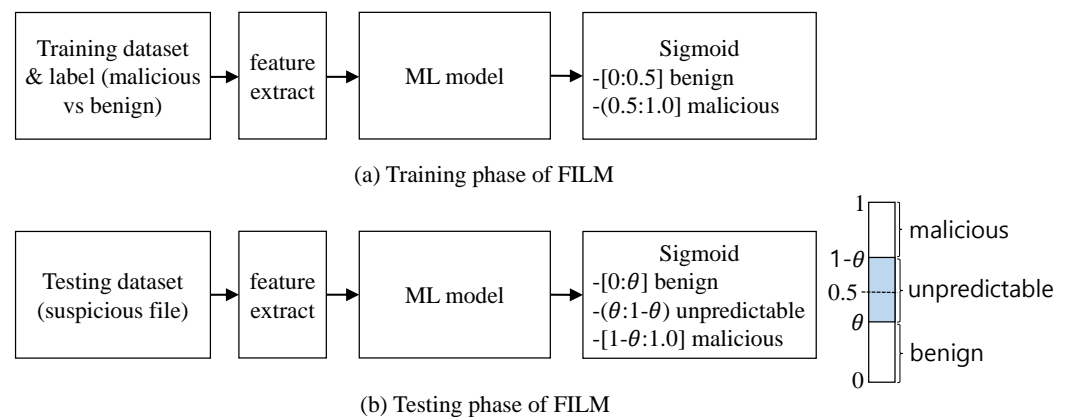 Training dataset
& label (malicious
vs benign)
feature
extract
ML model
Sigmoid
-[0:0.5] benign
-(0.5:1.0] malicious
(a) Training phase of FILM
Testing dataset
(suspicious file)
feature
extract
ML model
Sigmoid
-[0:θ] benign
-(θ:1-θ) unpredictable
-[1-θ:1.0] malicious
1
malicious
1-θ
0.5
unpredictable
θ
benign
0
(b) Testing phase of FILM